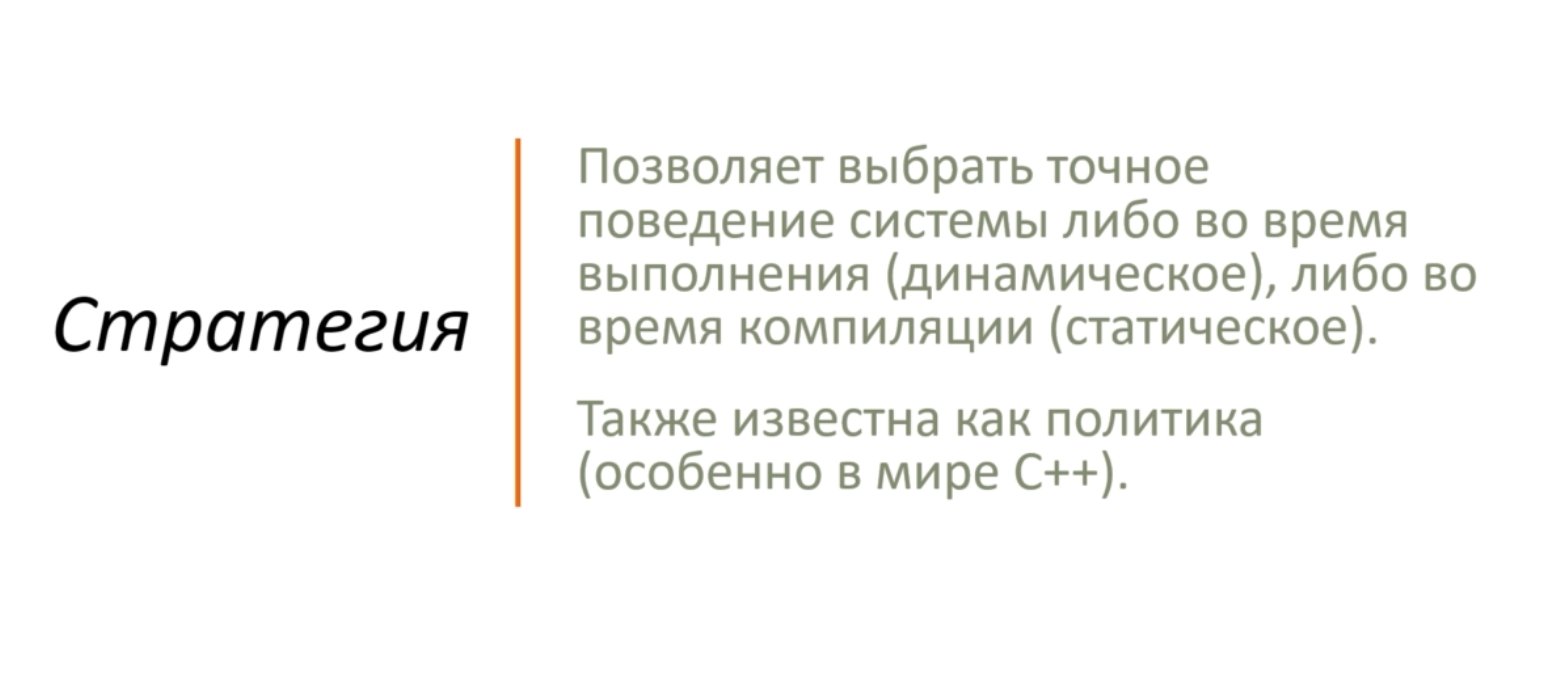 Стратегия
Позволяет выбрать точное
поведение системы либо во время
выполнения (динамическое), либо во
время компиляции (статическое).
Также известна как политика
(особенно в мире C++).